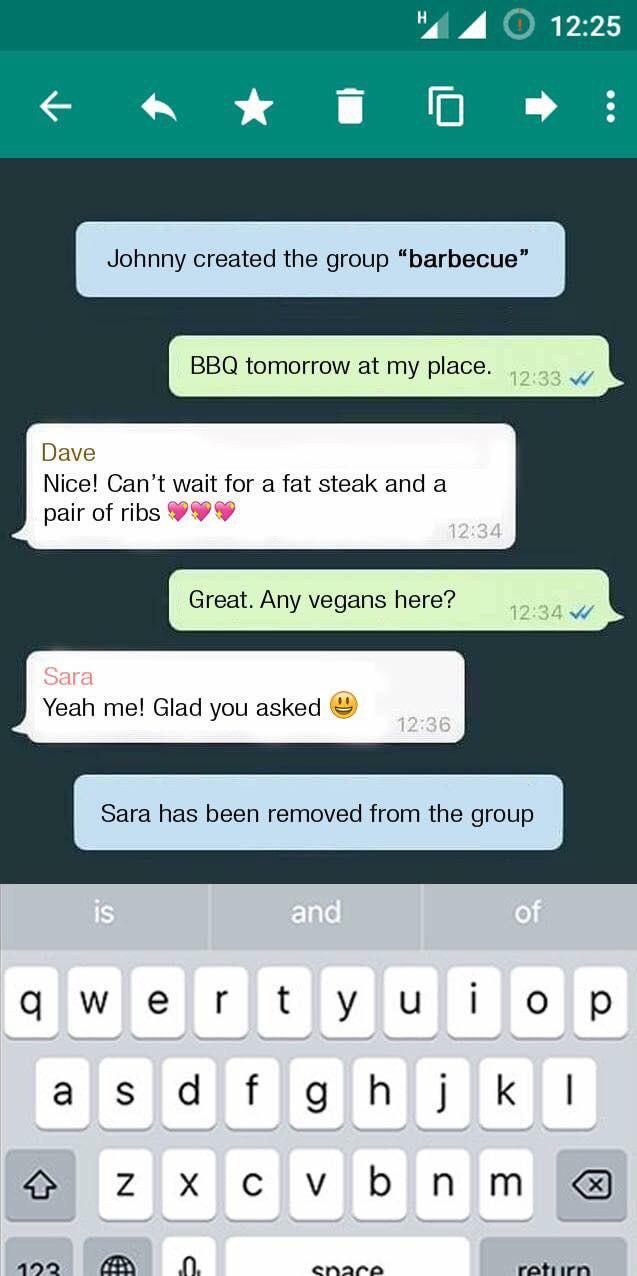 H
12:25
Johnny created the group “barbecue”
BBQ tomorrow at my place. 12:33
Dave
Nice! Can’t wait for a fat steak and a
pair of ribs 💖💖💖
12:34
Great. Any vegans here? 12:34
Sara
Yeah me! Glad you asked 😃
12:36
Sara has been removed from the group
is and of
q w e r t y u i o p
a s d f g h j k l
z x c v b n m
123 space return